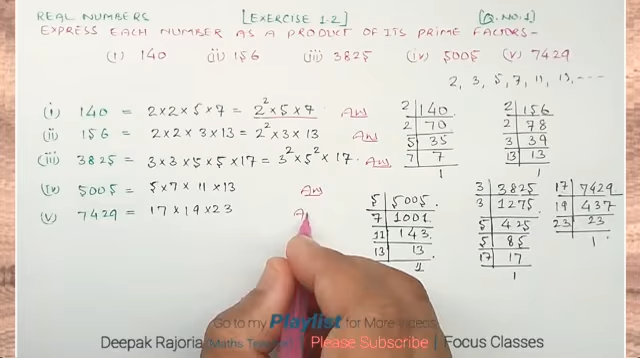 REAL NUMBERS [EXERCISE 1.2] (Q.NO.1)
EXPRESS EACH NUMBER AS A PRODUCT OF ITS PRIME FACTORS-
(i) 140 (ii) 156 (iii) 3825 (iv) 5005 (v) 7429
2, 3, 5, 7, 11, 13, ----
(i) 140 = 2×2×5×7 = 2²×5×7 Ans
(ii) 156 = 2×2×3×13 = 2²×3×13 Ans
(iii) 3825 = 3×3×5×5×17 = 3²×5²×17. Ans
(iv) 5005 = 5×7×11×13 Ans
(v) 7429 = 17×19×23 A
2 140
2 70
5 35
7 7
1
2 156
2 78
3 39
13 13
1
5 5005.
7 1001.
11 143.
13 13
1
3 3825
3 1275
5 425
5 85
17 17
1
17 7429
19 437
23 23
1.
Go to my Playlist for More Videos
Deepak Rajoria (Maths Teacher) | Please Subscribe | Focus Classes